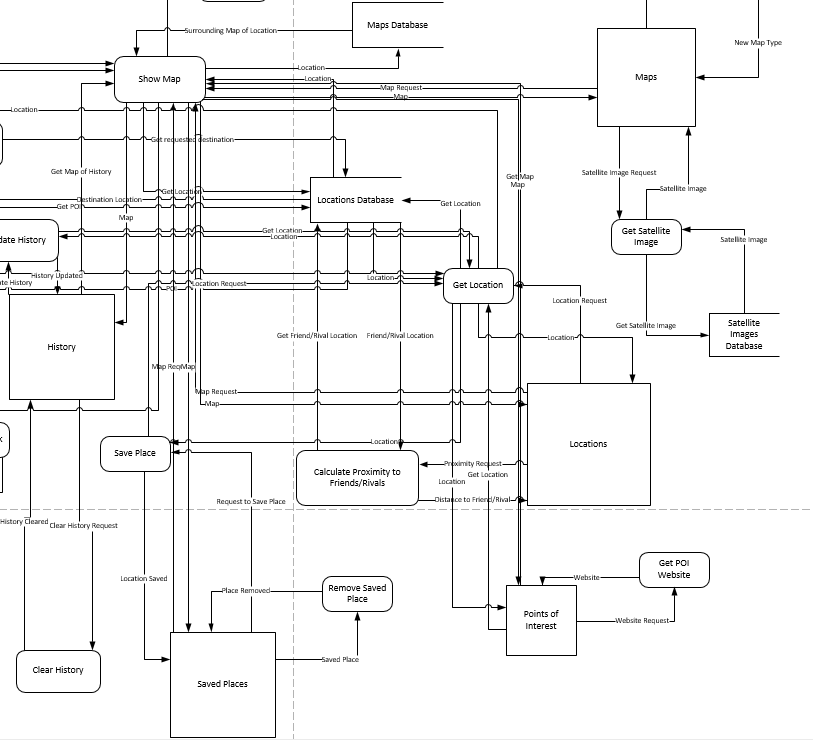 Maps Database
Surrounding Map of Location
New Map Type
Show Map
Location
Maps
Location
Map Request
Map
Location
Get requested destination
Get Map of History
Satellite Image Request
Get Map
Map
Satellite Image
Get Location
Locations Database
Destination Location
Get POI
Get Location
Map
Get Location
Location
Get Satellite
Image
Satellite Image
date History
History Updated
Location
Get Location
ate History
Location Request
POI
Location Request
Get Satellite Image
Satellite
Images
Database
Get Friend/Rival Location
Friend/Rival Location
Location
History
Map Req
Map
Map Request
Map
Location
Locations
Save Place
k
Calculate Proximity to
Friends/Rivals
Proximity Request
Get Location
Location
Distance to Friend/Rival
Request to Save Place
History Cleared
Clear History Request
Location Saved
Get POI
Website
Website
Place Removed
Remove Saved
Place
Points of
Interest
Website Request
Clear History
Saved Place
Saved Places